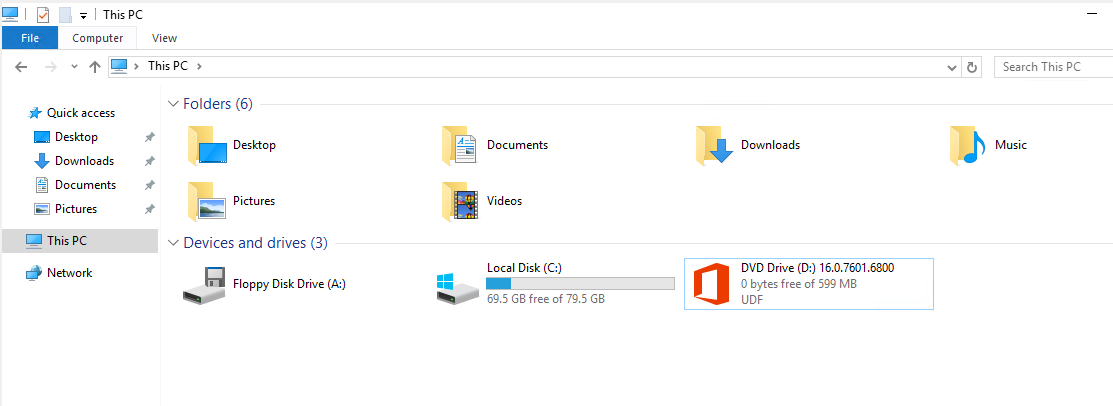 This PC
File Computer View
This PC
Search This PC
Quick access
Desktop
Downloads
Documents
Pictures
This PC
Network
Folders (6)
Desktop
Documents
Downloads
Music
Pictures
Videos
Devices and drives (3)
Floppy Disk Drive (A:)
Local Disk (C:)
69.5 GB free of 79.5 GB
DVD Drive (D:) 16.0.7601.6800
0 bytes free of 599 MB
UDF